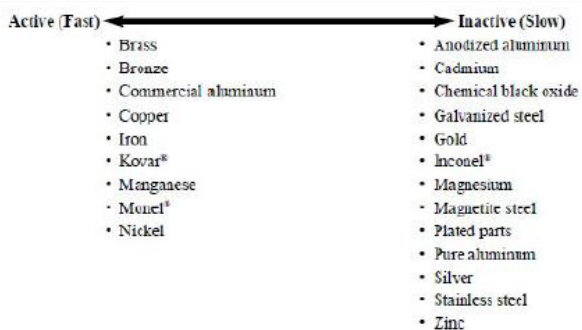 Active (Fast)
Inactive (Slow)
• Brass
• Bronze
• Commercial aluminum
• Copper
• Iron
• Kovar®
• Manganese
• Monel®
• Nickel
• Anodized aluminum
• Cadmium
• Chemical black oxide
• Galvanized steel
• Gold
• Inconel®
• Magnesium
• Magnetite steel
• Plated parts
• Pure aluminum
• Silver
• Stainless steel
• Zinc